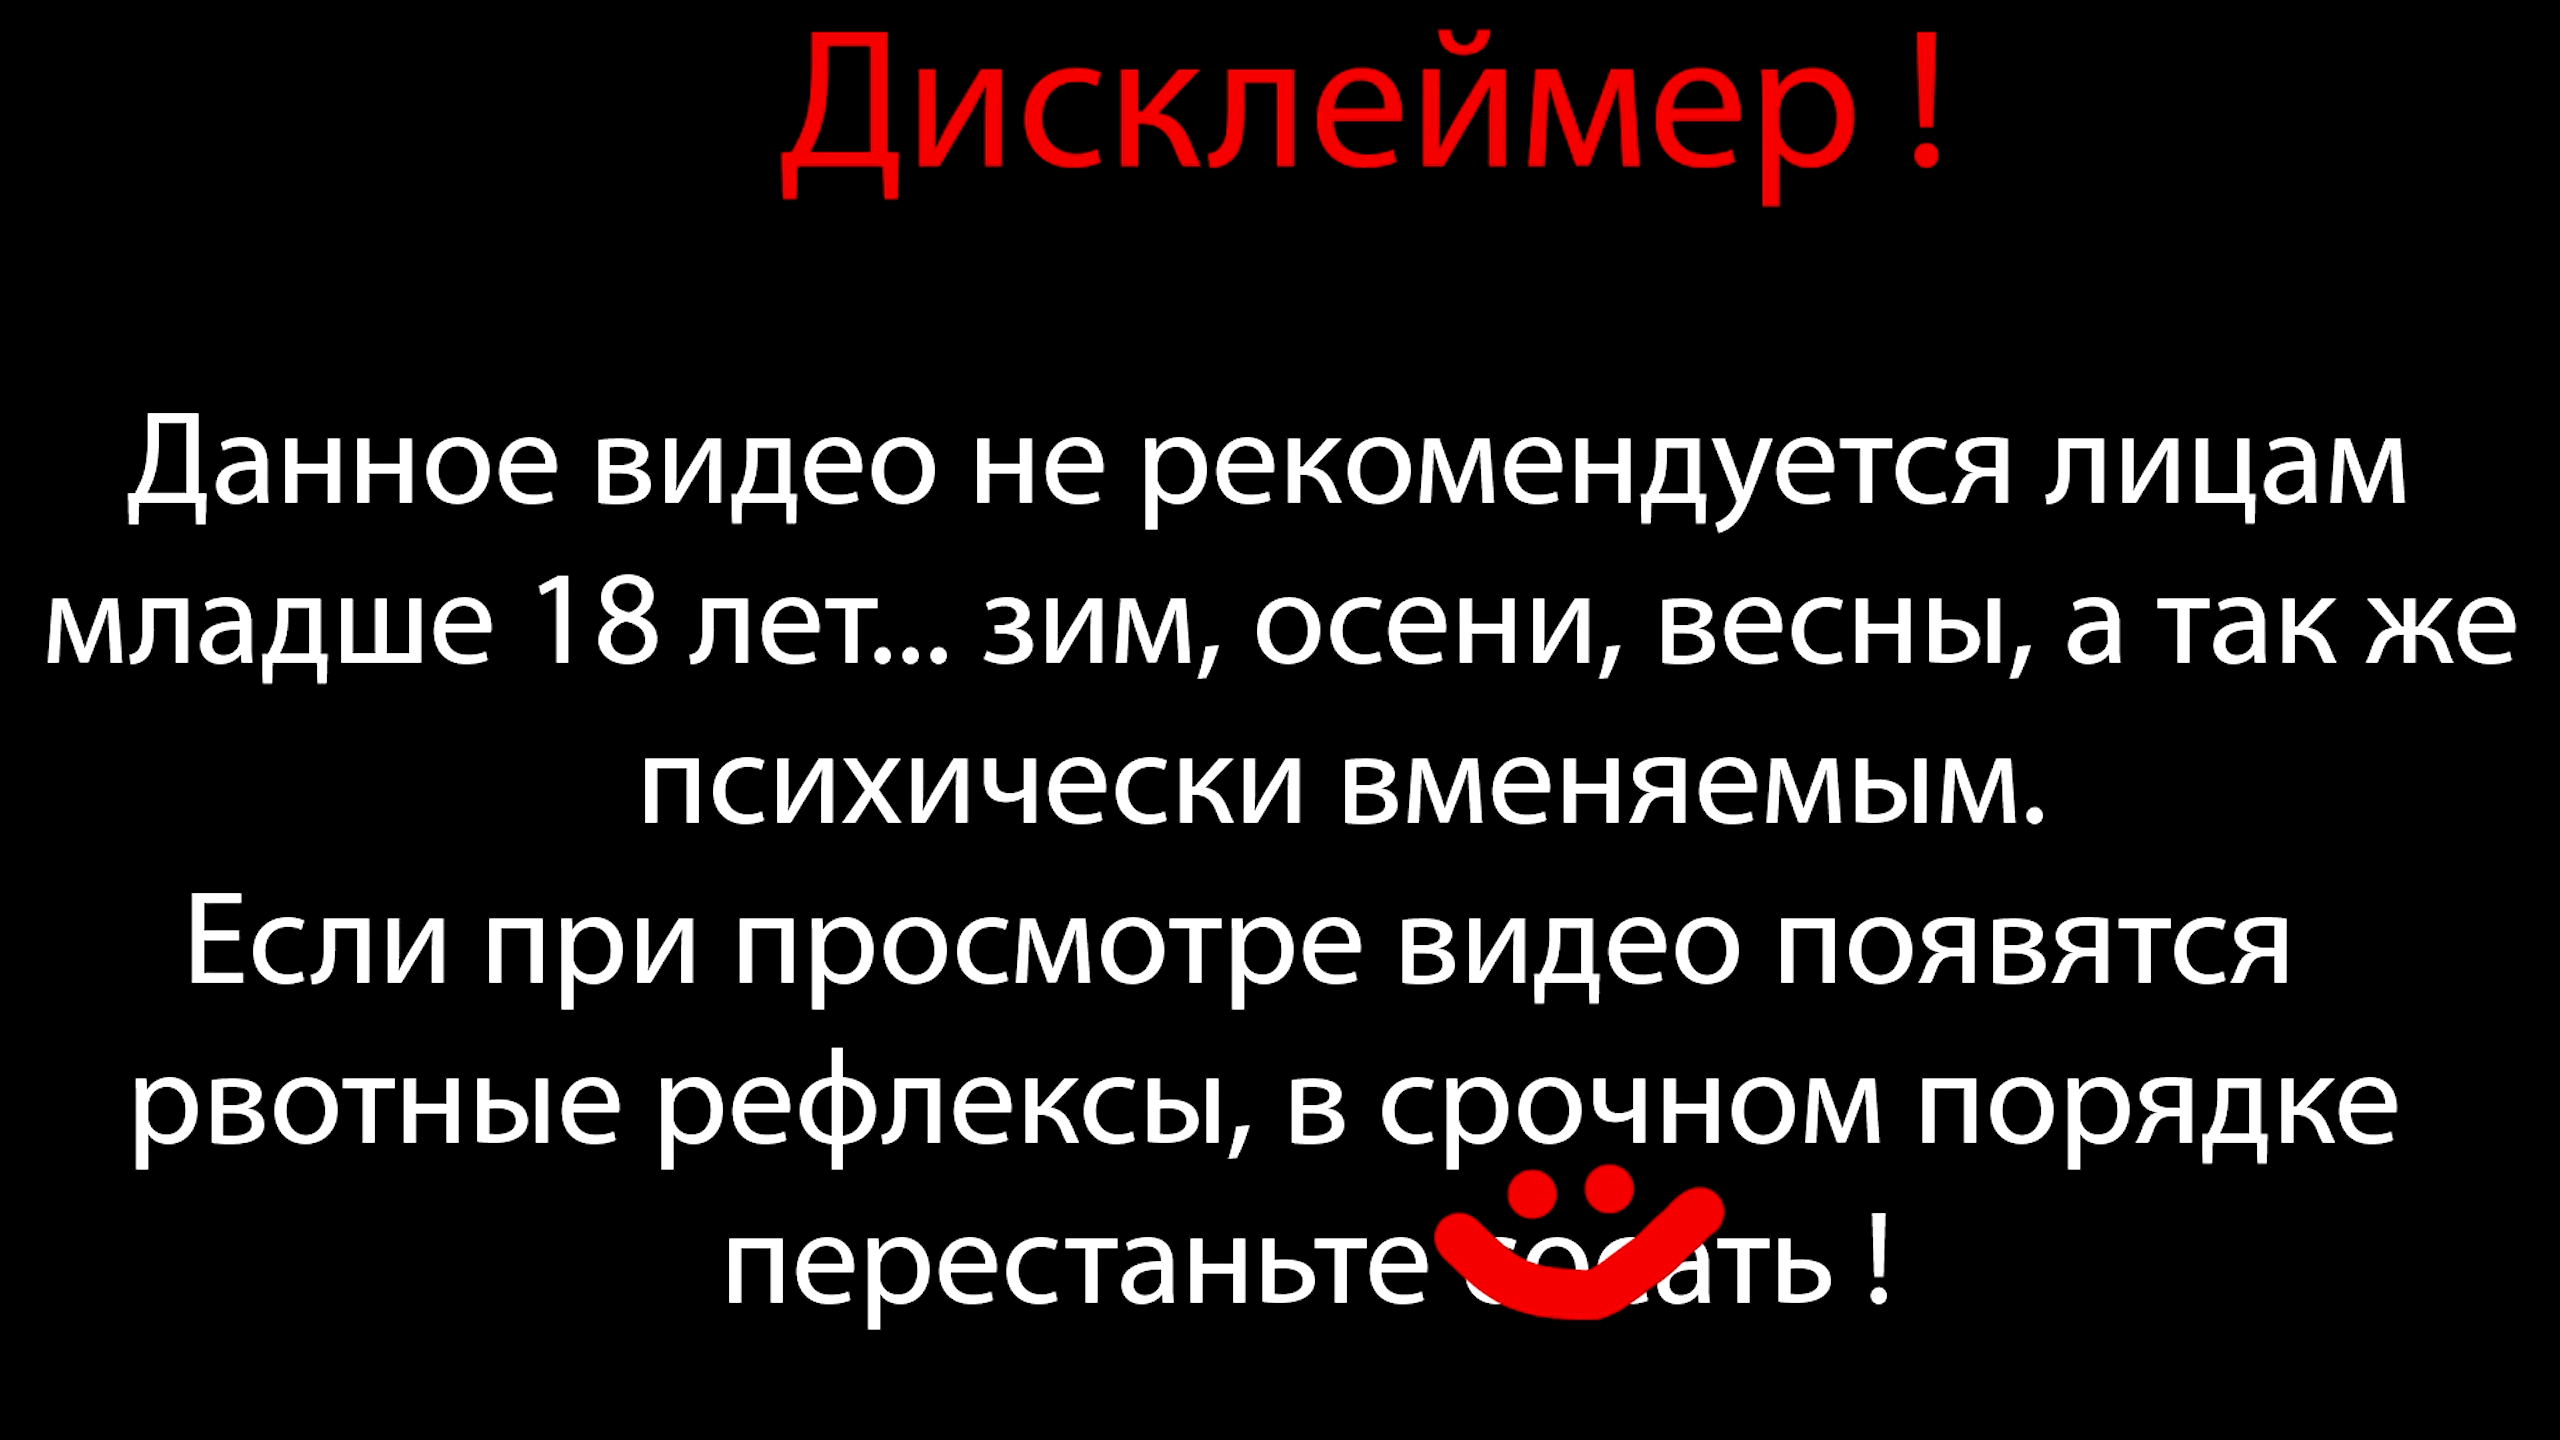 Дисклеймер !
Данное видео не рекомендуется лицам
младше 18 лет... зим, осени, весны, а так же
психически вменяемым.
Если при просмотре видео появятся
рвотные рефлексы, в срочном порядке
перестаньте сосать !